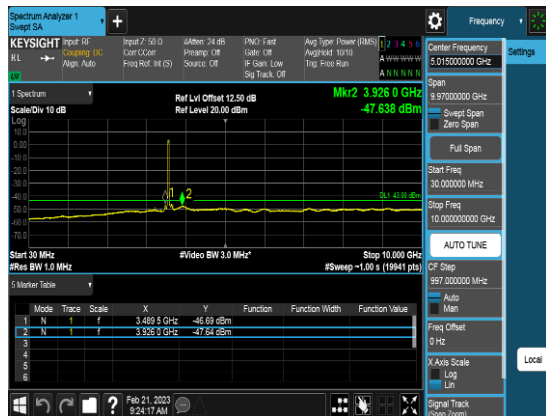 Spectrum Analyzer 1
Swept SA
Frequency
KEYSIGHT
RL
Input: RF
Coupling: DC
Align: Auto
Input Z: 50 Ω
Corr CCorr
Freq Ref: Int (S)
#Atten: 24 dB
Preamp: Off
Source: Off
PNO: Fast
Gate: Off
IF Gain: Low
Sig Track: Off
Avg Type: Power (RMS)
Avg|Hold: 10/10
Trig: Free Run
1 2 3 4 5 6
A W W W W W
A N N N N N
Center Frequency
5.015000000 GHz
Settings
Span
9.97000000 GHz
Swept Span
Zero Span
Full Span
Start Freq
30.000000 MHz
Stop Freq
10.000000000 GHz
AUTO TUNE
CF Step
997.000000 MHz
Auto
Man
Freq Offset
0 Hz
X Axis Scale
Log
Lin
Signal Track
(Span Zoom)
Local
1 Spectrum
Scale/Div 10 dB
Ref Lvl Offset 12.50 dB
Ref Level 20.00 dBm
Mkr2 3.926 0 GHz
-47.638 dBm
Log
10.0
0.00
-10.0
-20.0
-30.0
-40.0
-50.0
-60.0
-70.0
1
2
DL1 -43.00 dBm
Start 30 MHz
#Res BW 1.0 MHz
#Video BW 3.0 MHz*
Stop 10.000 GHz
#Sweep ~1.00 s (19941 pts)
5 Marker Table
Mode Trace Scale X Y Function Function Width Function Value
1 N 1 f 3.489 5 GHz -46.69 dBm
2 N 1 f 3.926 0 GHz -47.64 dBm
3
4
5
6
Feb 21, 2023
9:24:17 AM